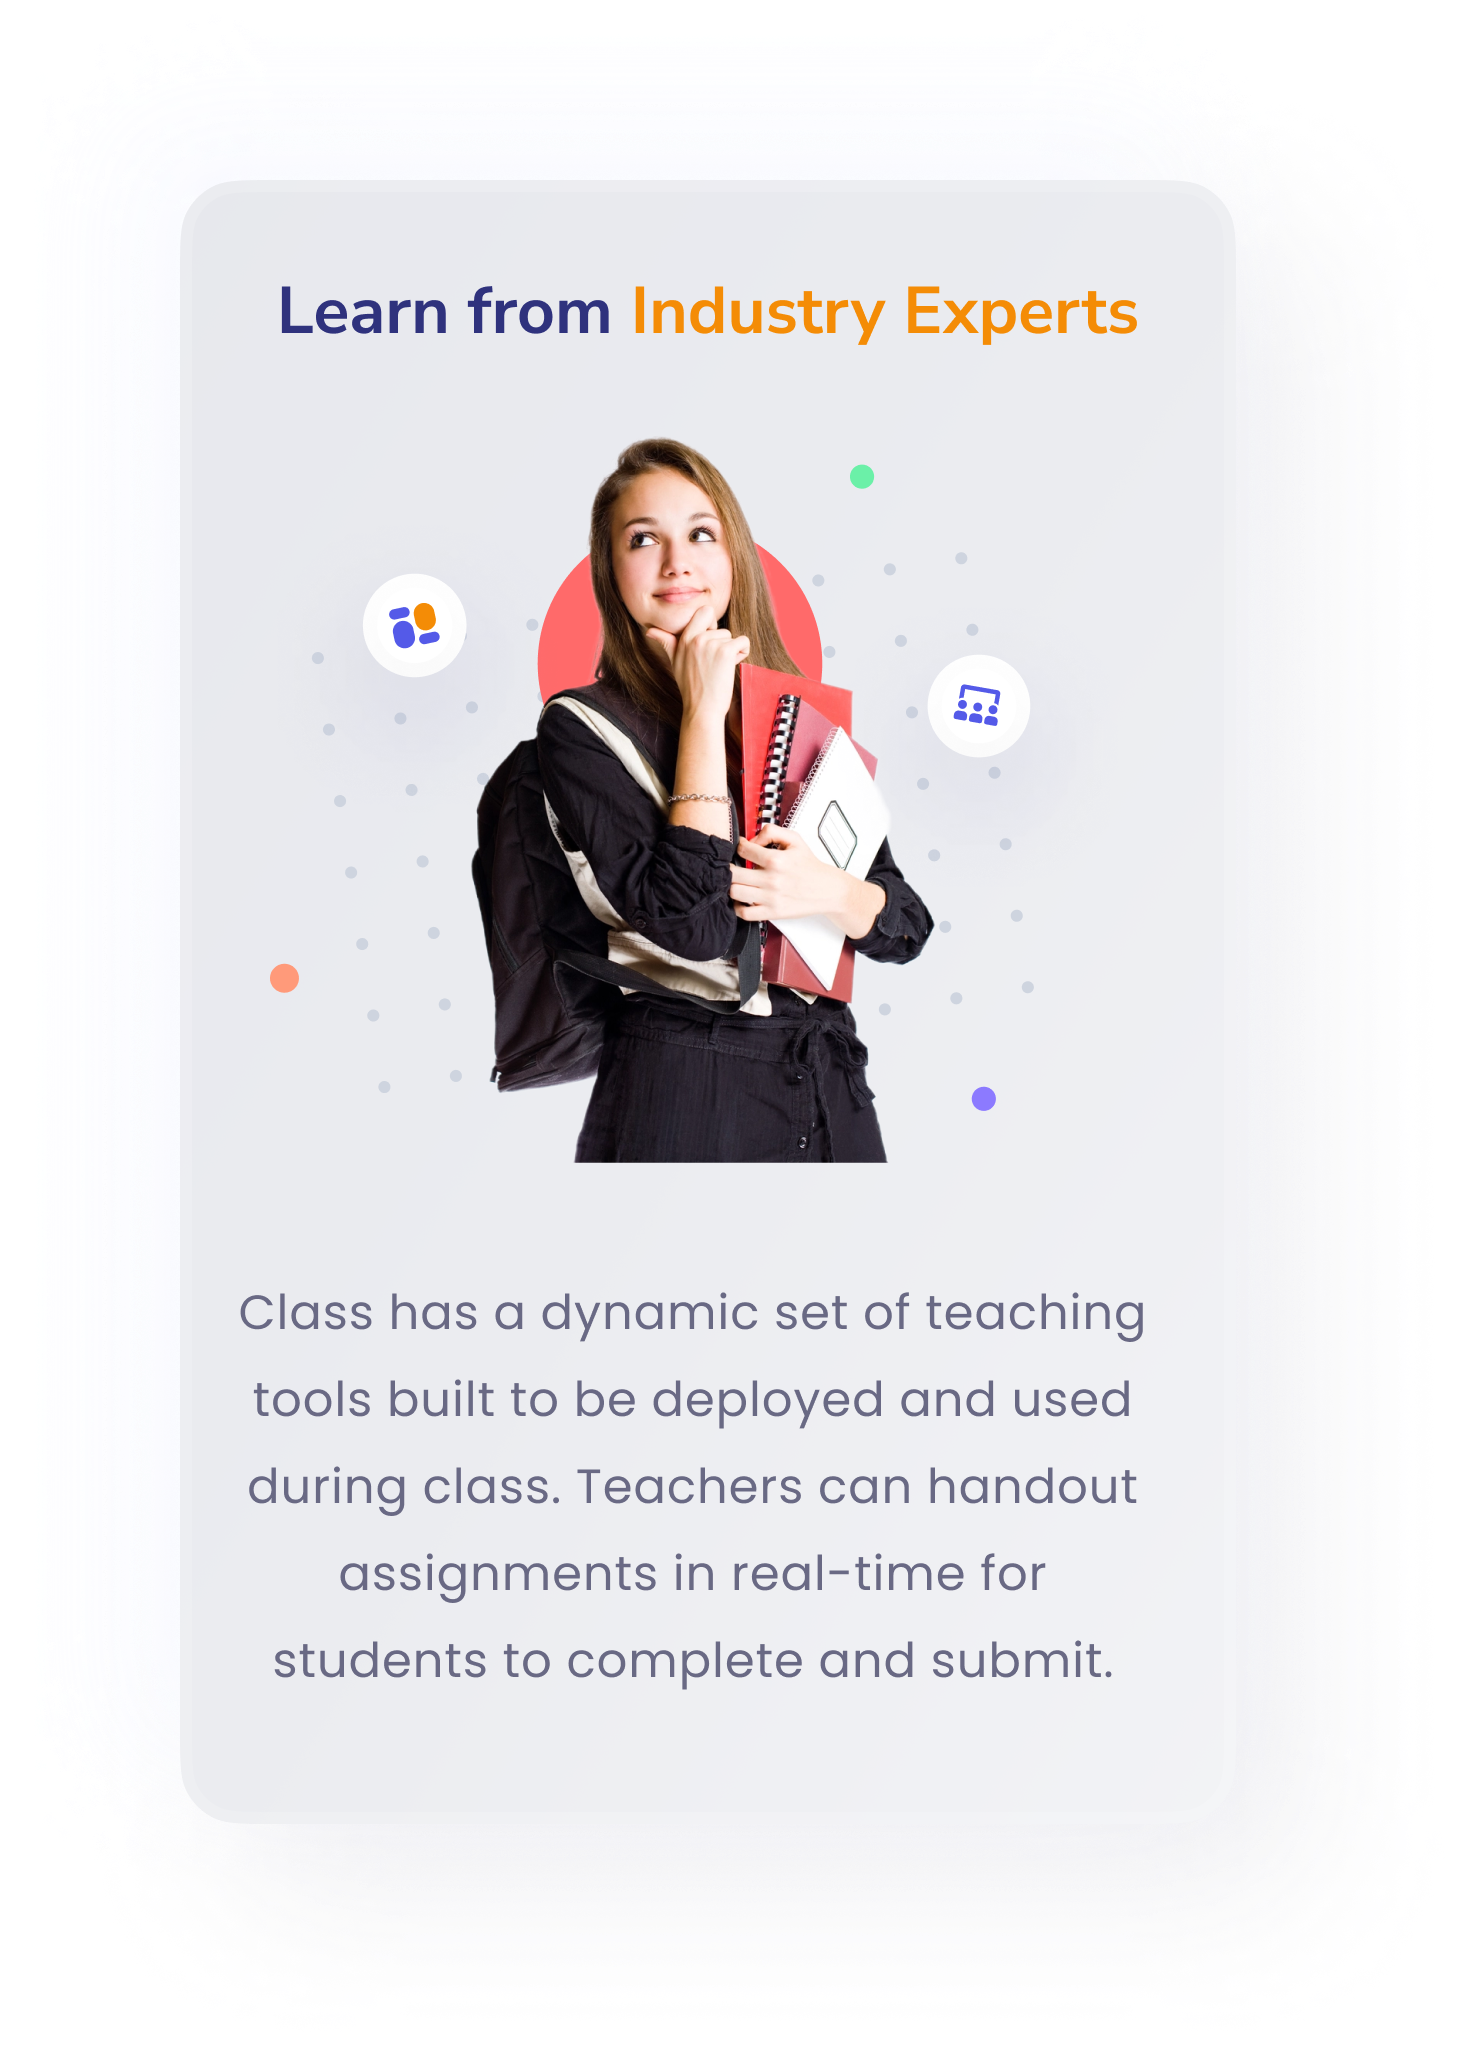 Learn from Industry Experts
Class has a dynamic set of teaching
tools built to be deployed and used
during class. Teachers can handout
assignments in real-time for
students to complete and submit.